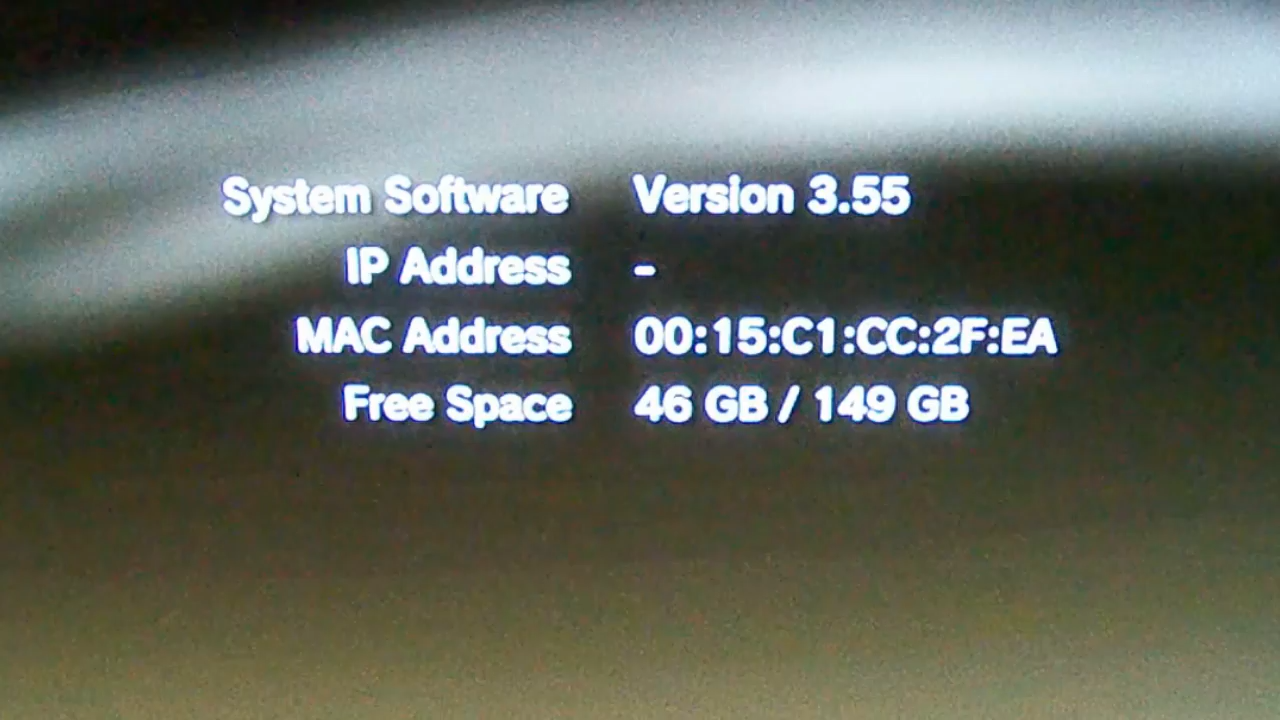 System Software Version 3.55
IP Address -
MAC Address 00:15:C1:CC:2F:EA
Free Space 46 GB / 149 GB